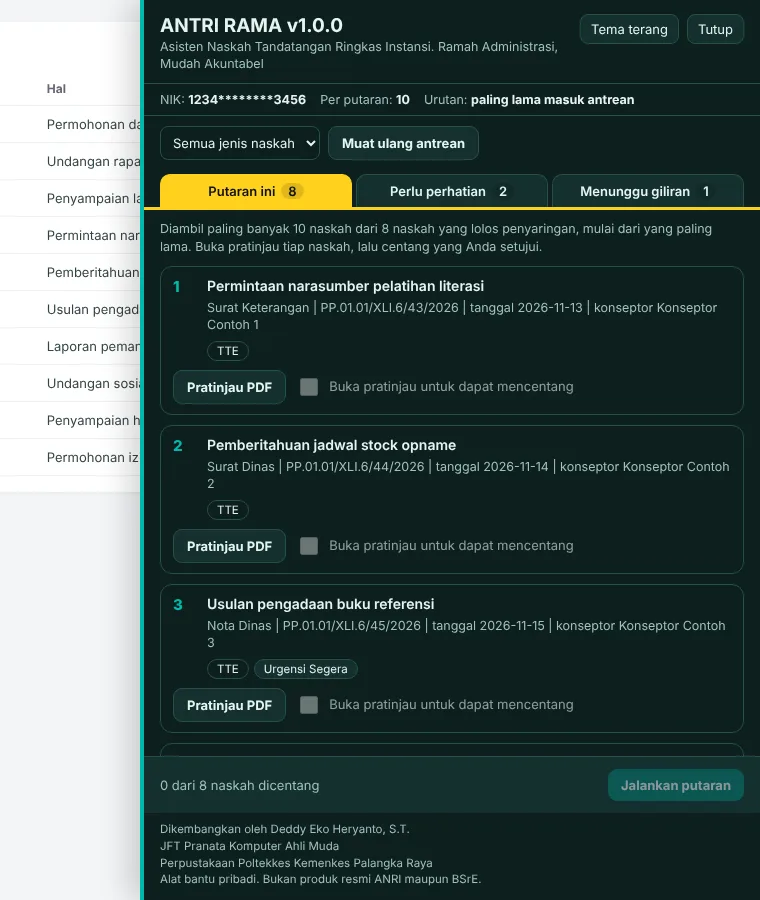 ANTRI RAMA v1.0.0
Asisten Naskah Tandatangan Ringkas Instansi. Ramah Administrasi,
Mudah Akuntabel
Tema terang
Tutup
NIK: 1234********3456 Per putaran: 10 Urutan: paling lama masuk antrean
Semua jenis naskah
Muat ulang antrean
Putaran ini 8
Perlu perhatian 2
Menunggu giliran 1
Diambil paling banyak 10 naskah dari 8 naskah yang lolos penyaringan, mulai dari yang paling
lama. Buka pratinjau tiap naskah, lalu centang yang Anda setujui.
1 Permintaan narasumber pelatihan literasi
Surat Keterangan | PP.01.01/XLI.6/43/2026 | tanggal 2026-11-13 | konseptor Konseptor
Contoh 1
TTE
Pratinjau PDF
Buka pratinjau untuk dapat mencentang
2 Pemberitahuan jadwal stock opname
Surat Dinas | PP.01.01/XLI.6/44/2026 | tanggal 2026-11-14 | konseptor Konseptor Contoh
2
TTE
Pratinjau PDF
Buka pratinjau untuk dapat mencentang
3 Usulan pengadaan buku referensi
Nota Dinas | PP.01.01/XLI.6/45/2026 | tanggal 2026-11-15 | konseptor Konseptor Contoh
3
TTE
Urgensi Segera
Pratinjau PDF
Buka pratinjau untuk dapat mencentang
0 dari 8 naskah dicentang
Jalankan putaran
Dikembangkan oleh Deddy Eko Heryanto, S.T.
JFT Pranata Komputer Ahli Muda
Perpustakaan Poltekkes Kemenkes Palangka Raya
Alat bantu pribadi. Bukan produk resmi ANRI maupun BSrE.
Hal
Permohonan
Undangan
Penyampaian
Permintaan
Pemberitahuan
Usulan
Laporan
Undangan
Penyampaian
Permohonan